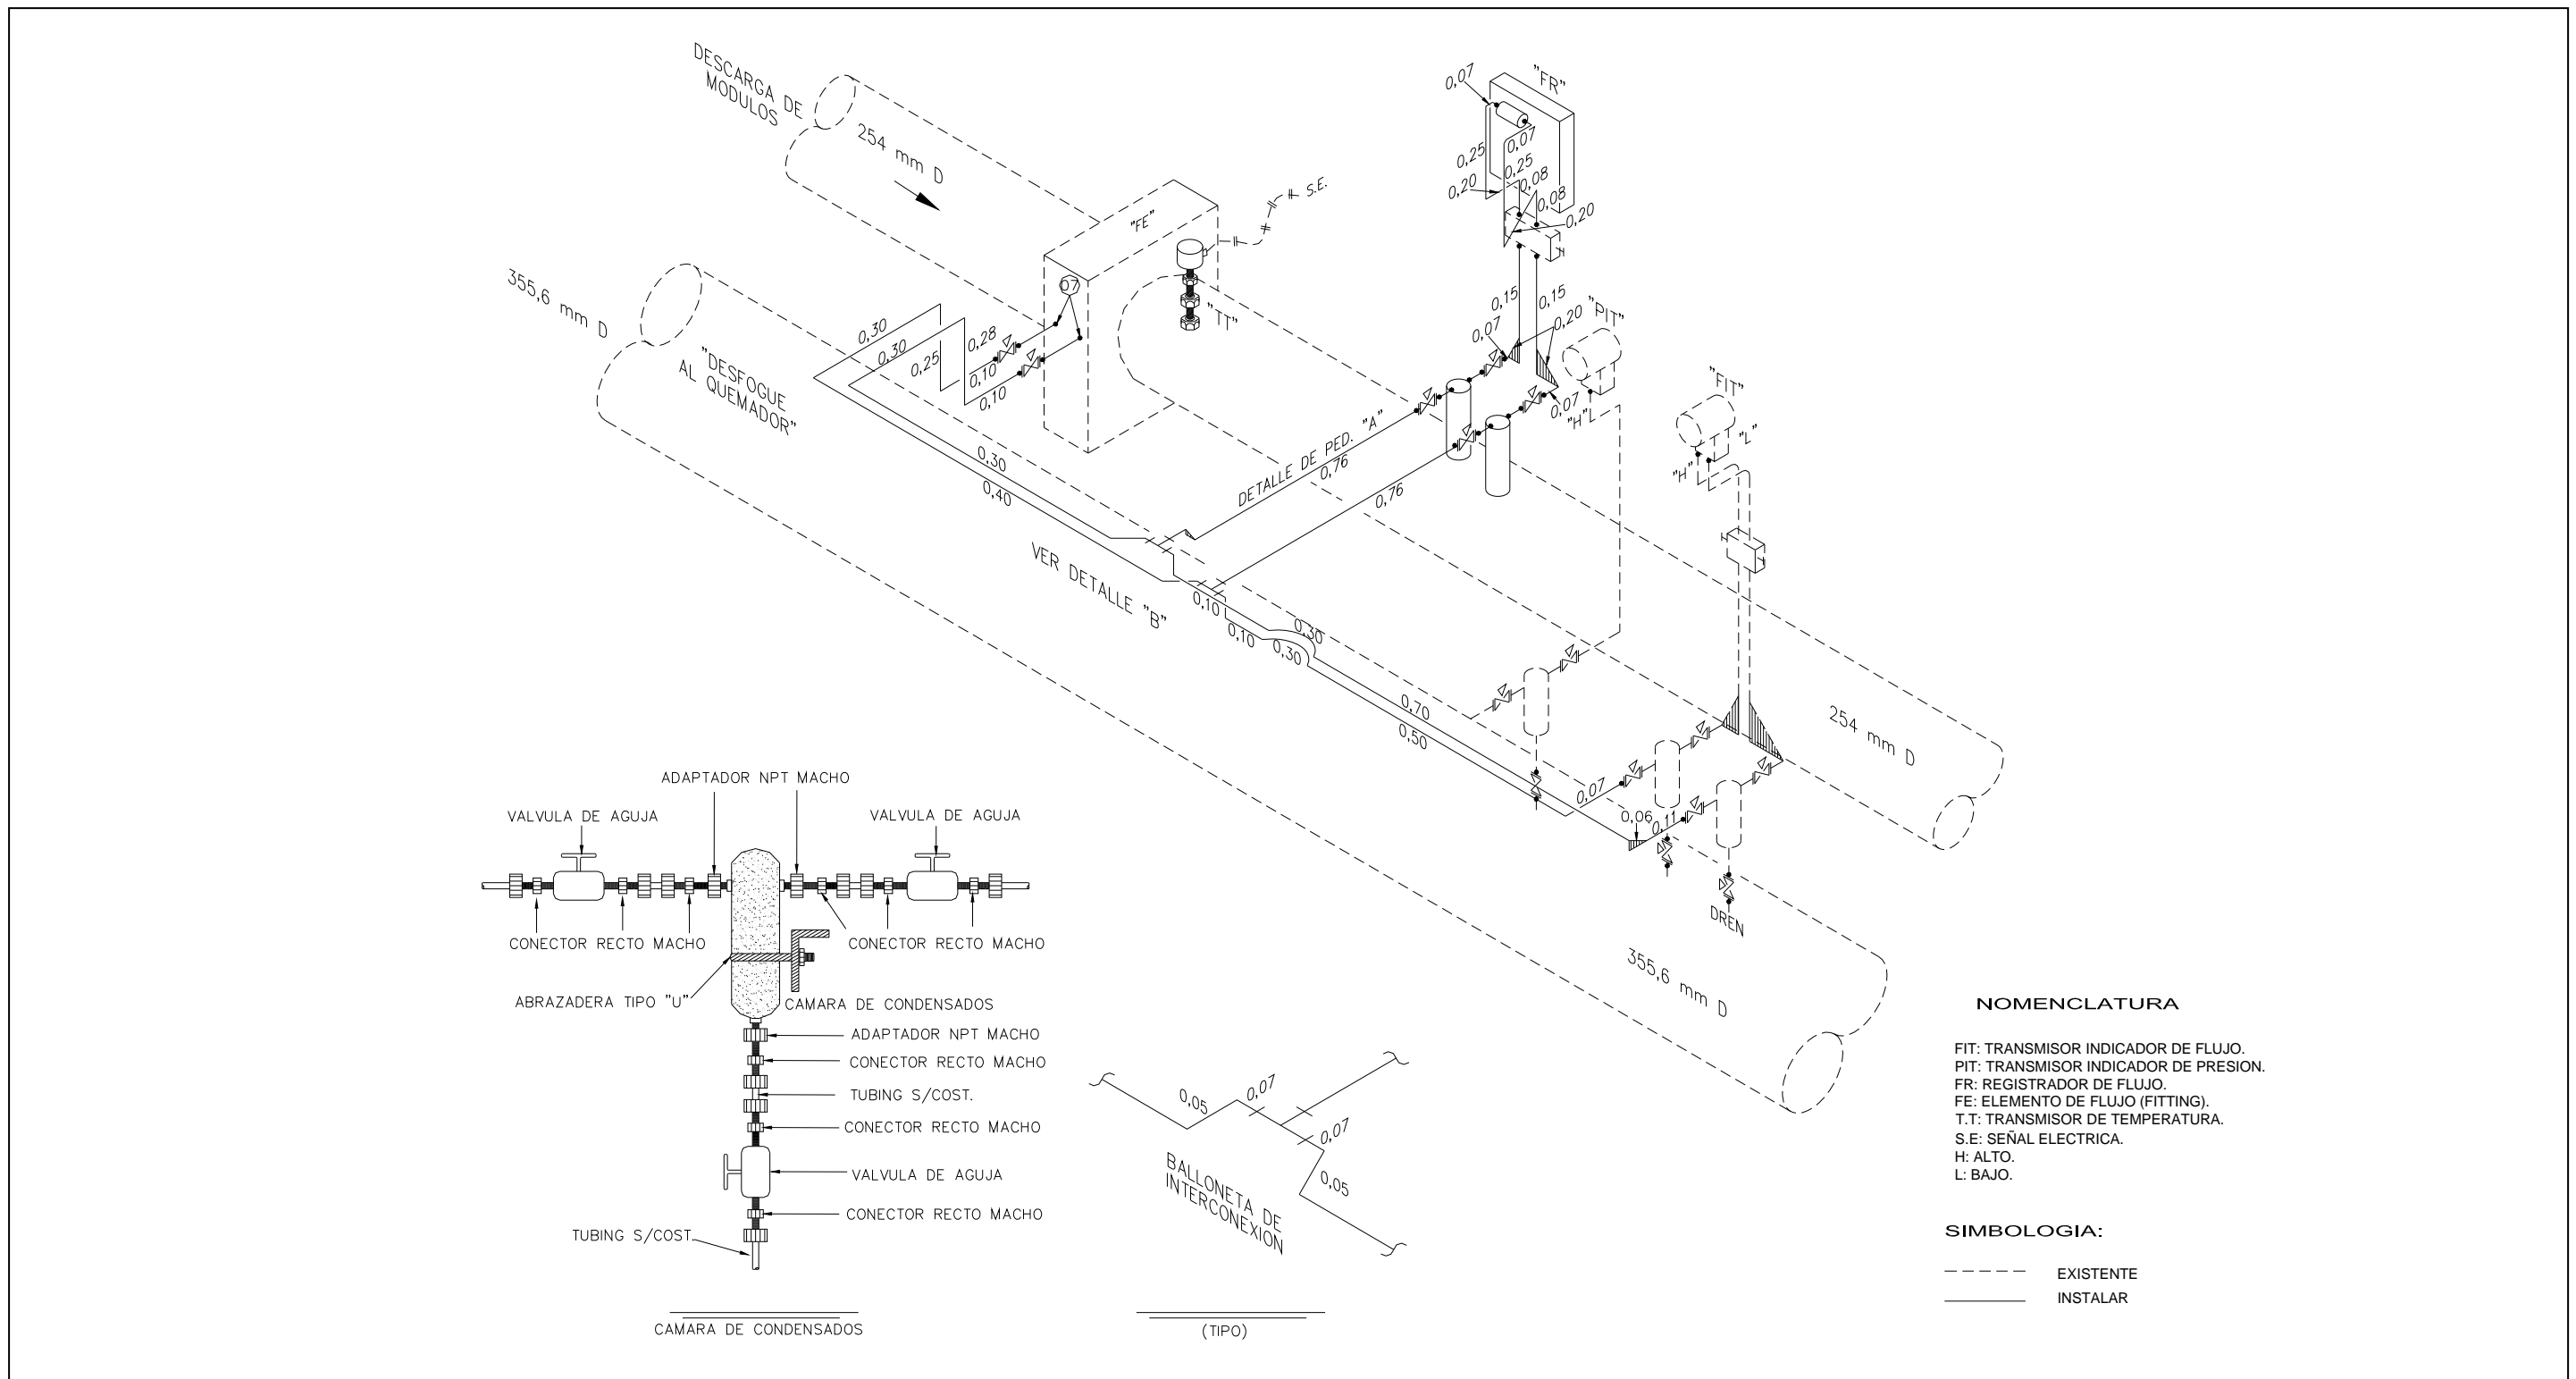 DESCARGA DE
MODULOS
254 mm D
355,6 mm D
"DESFOGUE
AL QUEMADOR"
"FE"
07
S.E.
"TT"
0,30
0,30
0,25
0,28
0,10
0,10
0,30
0,40
"FR"
0,07
0,07
0,25
0,25
0,20
0,08
0,08
0,20
0,15
0,15
0,07
0,20
"PIT"
0,07
"H"
"FIT"
"L"
"H"
DETALLE DE PED. "A"
0,76
0,76
VER DETALLE "B"
0,10
0,10
0,30
0,30
0,70
0,50
0,07
0,06
0,11
DREN
254 mm D
355,6 mm D
ADAPTADOR NPT MACHO
VALVULA DE AGUJA
VALVULA DE AGUJA
CONECTOR RECTO MACHO
CONECTOR RECTO MACHO
ABRAZADERA TIPO "U"
CAMARA DE CONDENSADOS
ADAPTADOR NPT MACHO
CONECTOR RECTO MACHO
TUBING S/COST.
CONECTOR RECTO MACHO
VALVULA DE AGUJA
CONECTOR RECTO MACHO
TUBING S/COST.
CAMARA DE CONDENSADOS
0,05
0,07
0,07
0,05
BALLONETA DE
INTERCONEXION
(TIPO)
NOMENCLATURA
FIT: TRANSMISOR INDICADOR DE FLUJO.
PIT: TRANSMISOR INDICADOR DE PRESION.
FR: REGISTRADOR DE FLUJO.
FE: ELEMENTO DE FLUJO (FITTING).
T.T: TRANSMISOR DE TEMPERATURA.
S.E: SEÑAL ELECTRICA.
H: ALTO.
L: BAJO.
SIMBOLOGIA:
EXISTENTE
INSTALAR